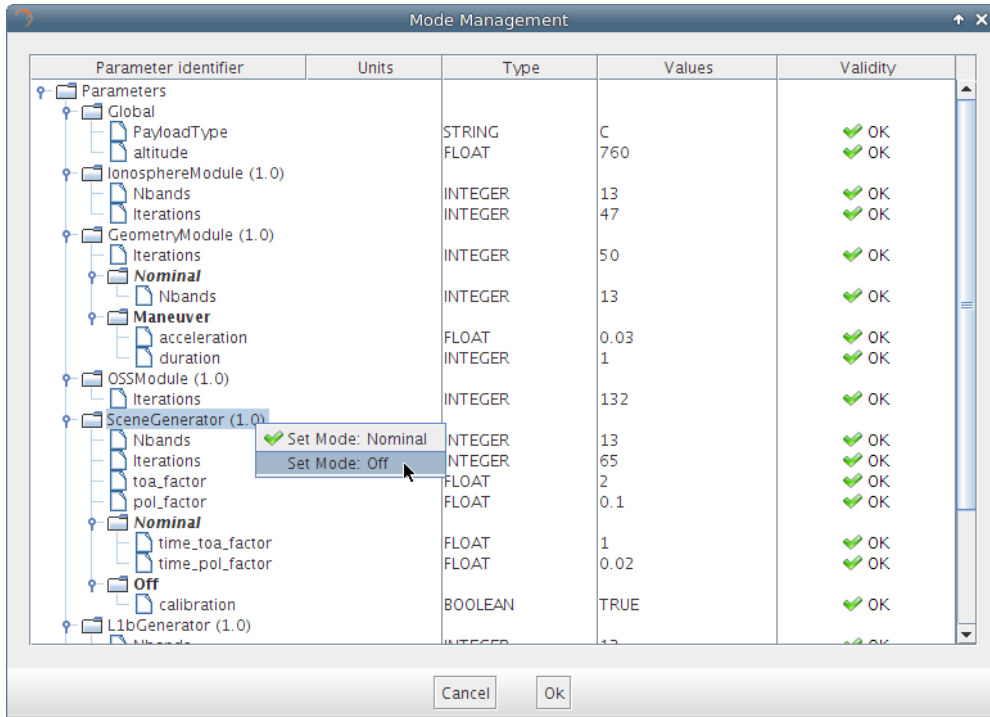 Mode Management
Parameter identifier Units Type Values Validity
Parameters
Global
PayloadType STRING C OK
altitude FLOAT 760 OK
IonosphereModule (1.0)
Nbands INTEGER 13 OK
Iterations INTEGER 47 OK
GeometryModule (1.0)
Iterations INTEGER 50 OK
Nominal
Nbands INTEGER 13 OK
Maneuver
acceleration FLOAT 0.03 OK
duration INTEGER 1 OK
OSSModule (1.0)
Iterations INTEGER 132 OK
SceneGenerator (1.0)
Nbands Set Mode: Nominal NTEGER 13 OK
Iterations Set Mode: Off NTEGER 65 OK
toa_factor FLOAT 2 OK
pol_factor FLOAT 0.1 OK
Nominal
time_toa_factor FLOAT 1 OK
time_pol_factor FLOAT 0.02 OK
Off
calibration BOOLEAN TRUE OK
L1bGenerator (1.0)
Nbands INTEGER 13 OK
Cancel Ok